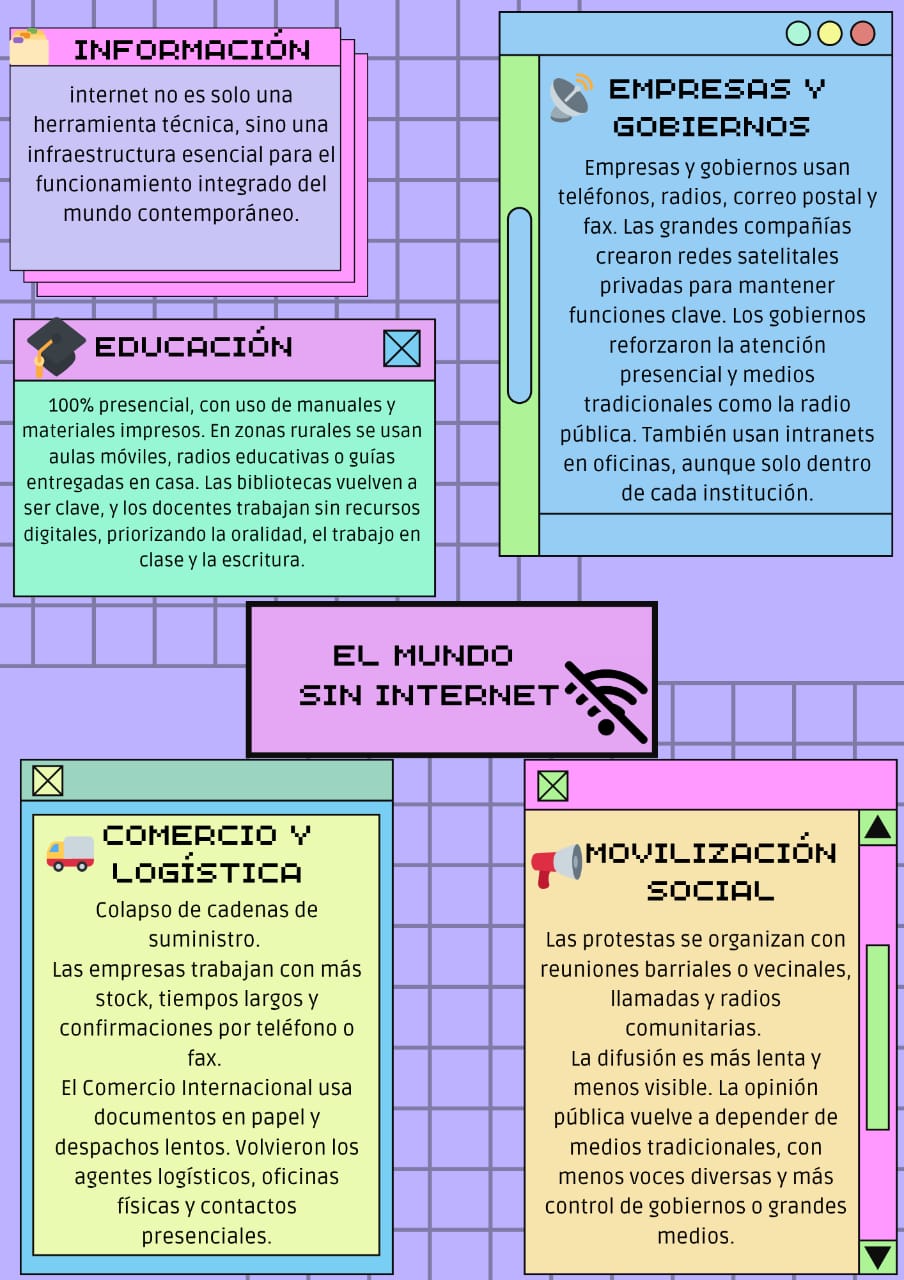 INFORMACIÓN
internet no es solo una
herramienta técnica, sino una
infraestructura esencial para el
funcionamiento integrado del
mundo contemporáneo.
EMPRESAS Y
GOBIERNOS
Empresas y gobiernos usan
teléfonos, radios, correo postal y
fax. Las grandes compañías
crearon redes satelitales
privadas para mantener
funciones clave. Los gobiernos
reforzaron la atención
presencial y medios
tradicionales como la radio
pública. También usan intranets
en oficinas, aunque solo dentro
de cada institución.
EDUCACIÓN
100% presencial, con uso de manuales y
materiales impresos. En zonas rurales se usan
aulas móviles, radios educativas o guías
entregadas en casa. Las bibliotecas vuelven a
ser clave, y los docentes trabajan sin recursos
digitales, priorizando la oralidad, el trabajo en
clase y la escritura.
EL MUNDO
SIN INTERNET
COMERCIO Y
LOGÍSTICA
Colapso de cadenas de
suministro.
Las empresas trabajan con más
stock, tiempos largos y
confirmaciones por teléfono o
fax.
El Comercio Internacional usa
documentos en papel y
despachos lentos. Volvieron los
agentes logísticos, oficinas
físicas y contactos
presenciales.
MOVILIZACIÓN
SOCIAL
Las protestas se organizan con
reuniones barriales o vecinales,
llamadas y radios
comunitarias.
La difusión es más lenta y
menos visible. La opinión
pública vuelve a depender de
medios tradicionales, con
menos voces diversas y más
control de gobiernos o grandes
medios.